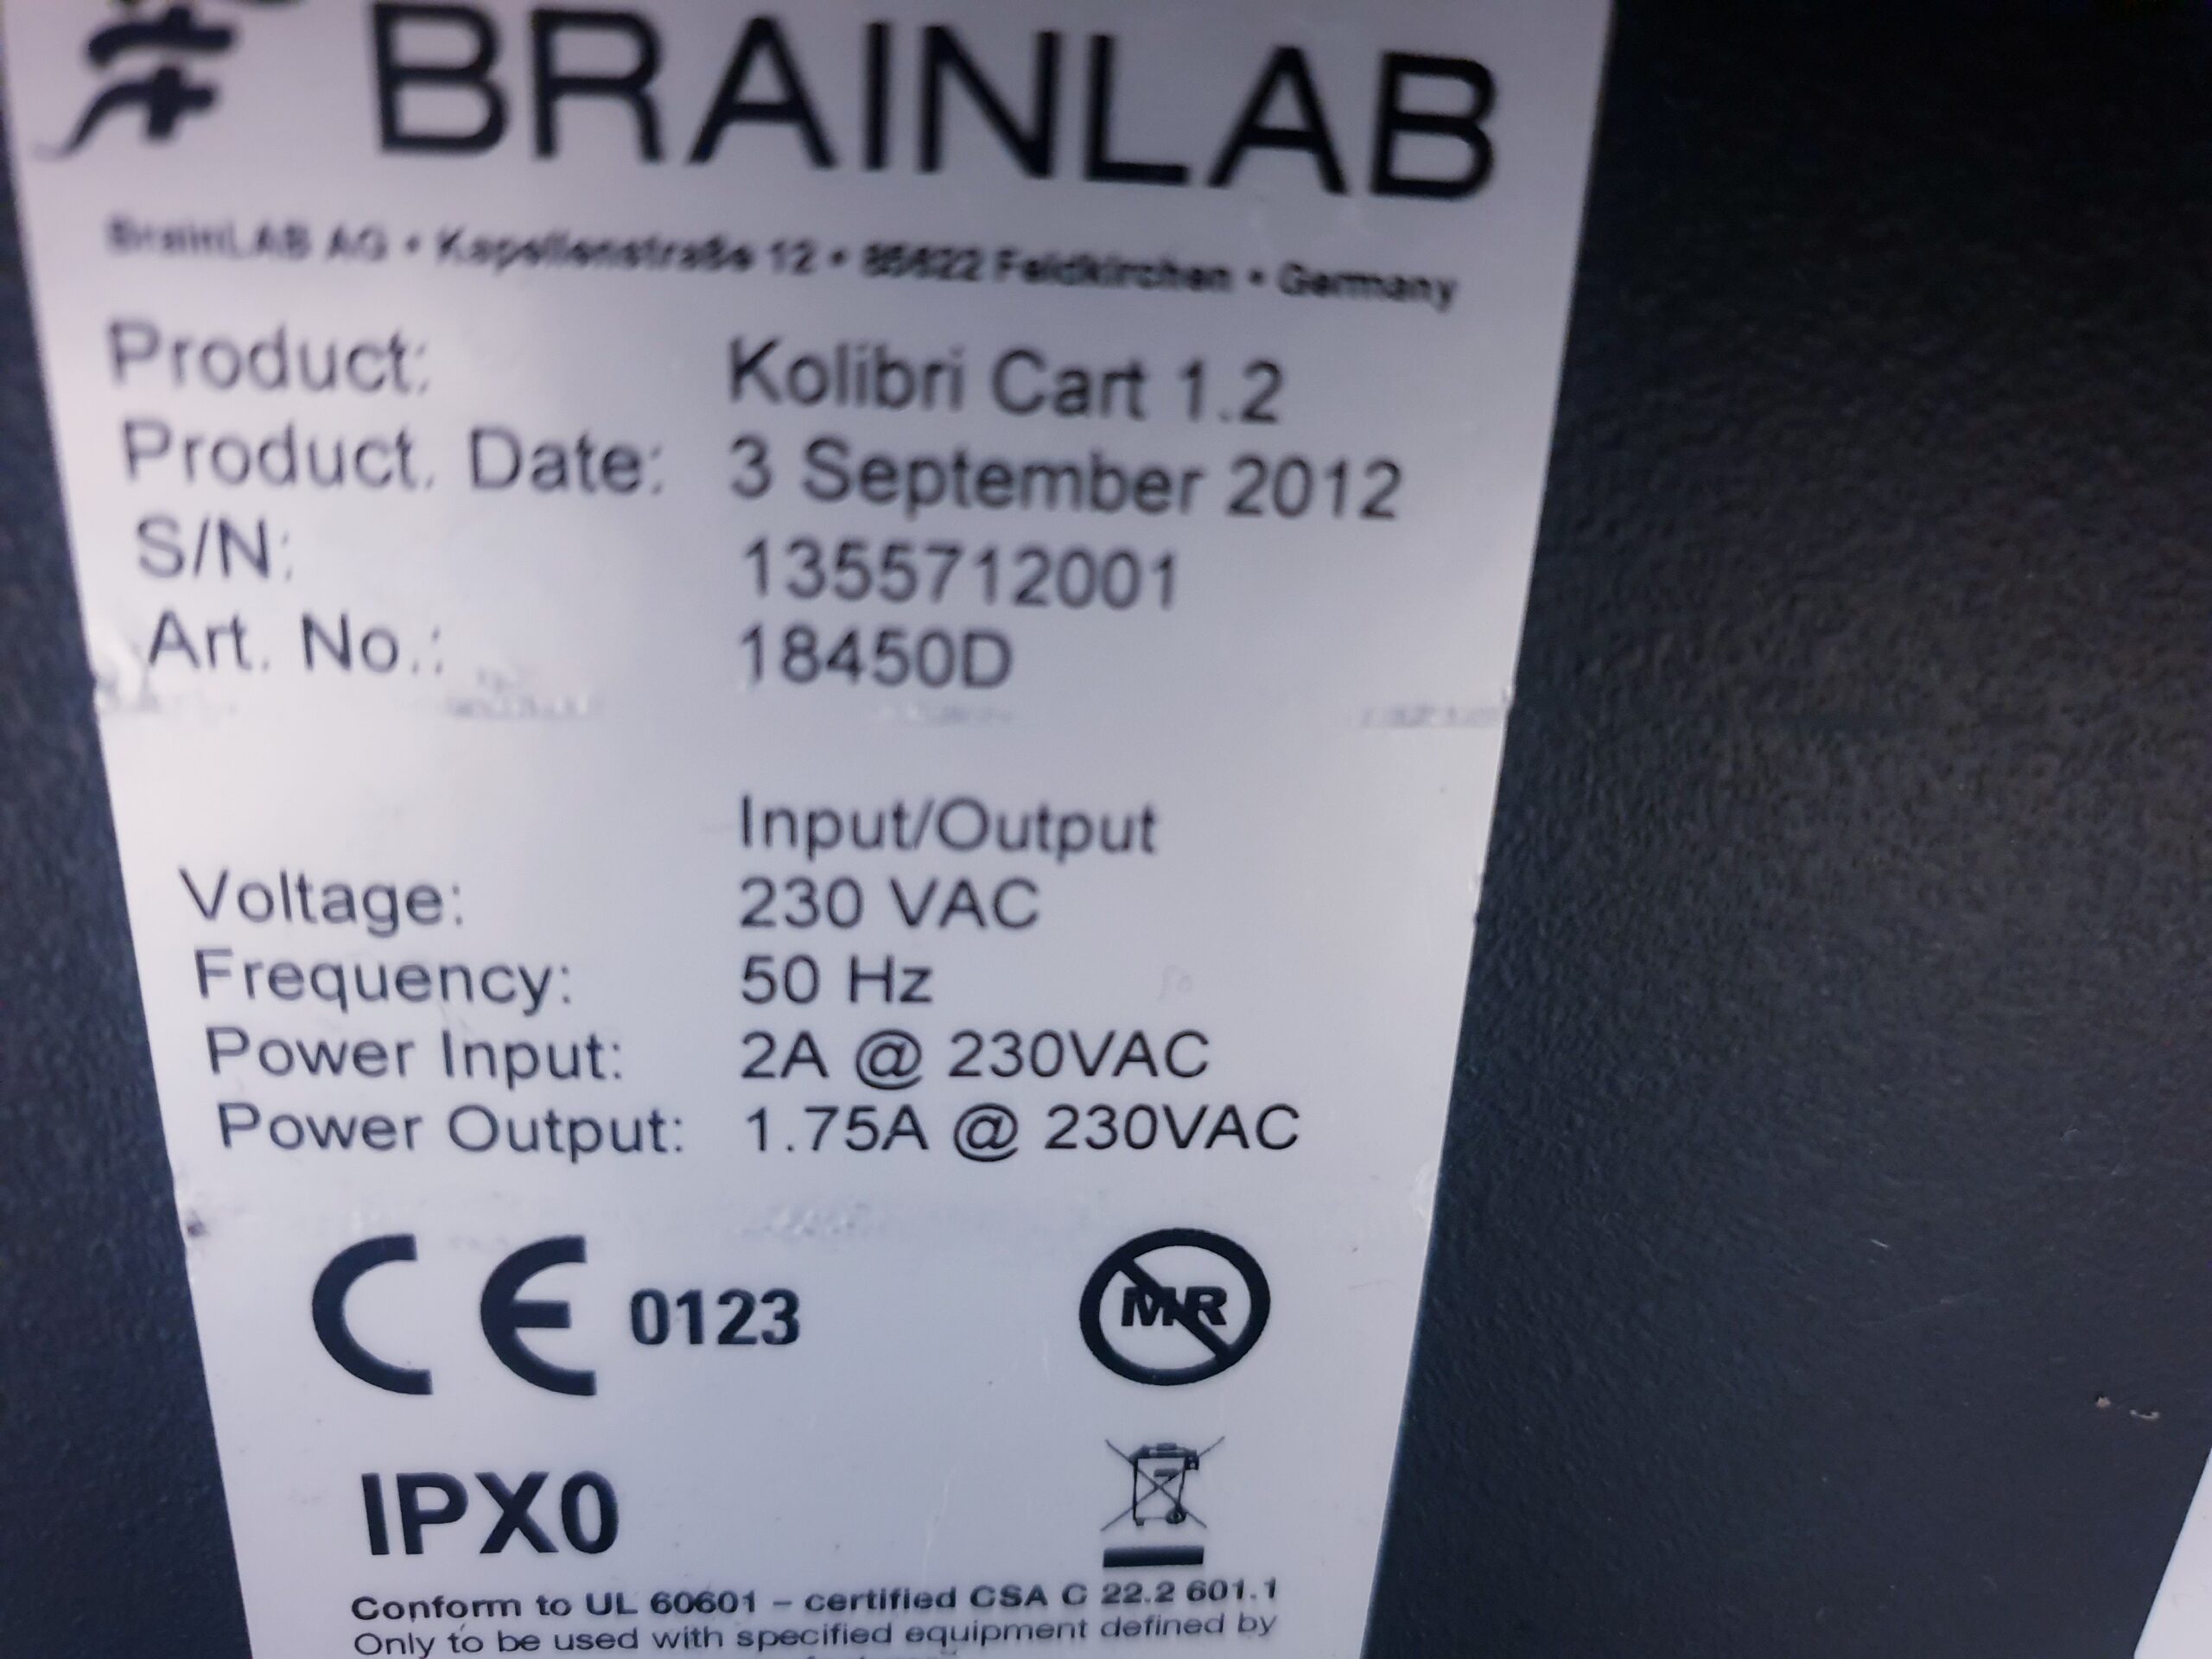 BRAINLAB
BrainLAB AG • Kapellenstraße 12 • 85622 Feldkirchen • Germany
Product: Kolibri Cart 1.2
Product. Date: 3 September 2012
S/N: 1355712001
Art. No.: 18450D
Input/Output
Voltage: 230 VAC
Frequency: 50 Hz
Power Input: 2A @ 230VAC
Power Output: 1.75A @ 230VAC
CE 0123 MR
IPX0
Conform to UL 60601 – certified CSA C 22.2 601.1
Only to be used with specified equipment defined by